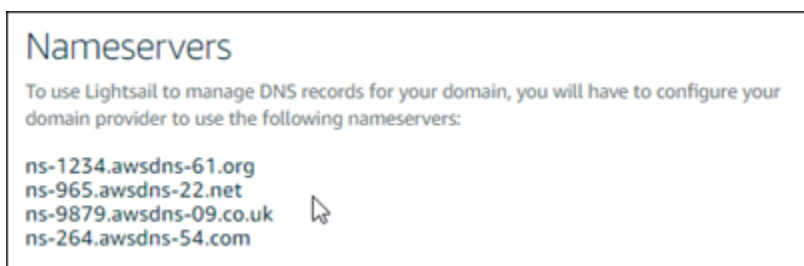 Nameservers
To use Lightsail to manage DNS records for your domain, you will have to configure your
domain provider to use the following nameservers:
ns-1234.awsdns-61.org
ns-965.awsdns-22.net
ns-9879.awsdns-09.co.uk
ns-264.awsdns-54.com